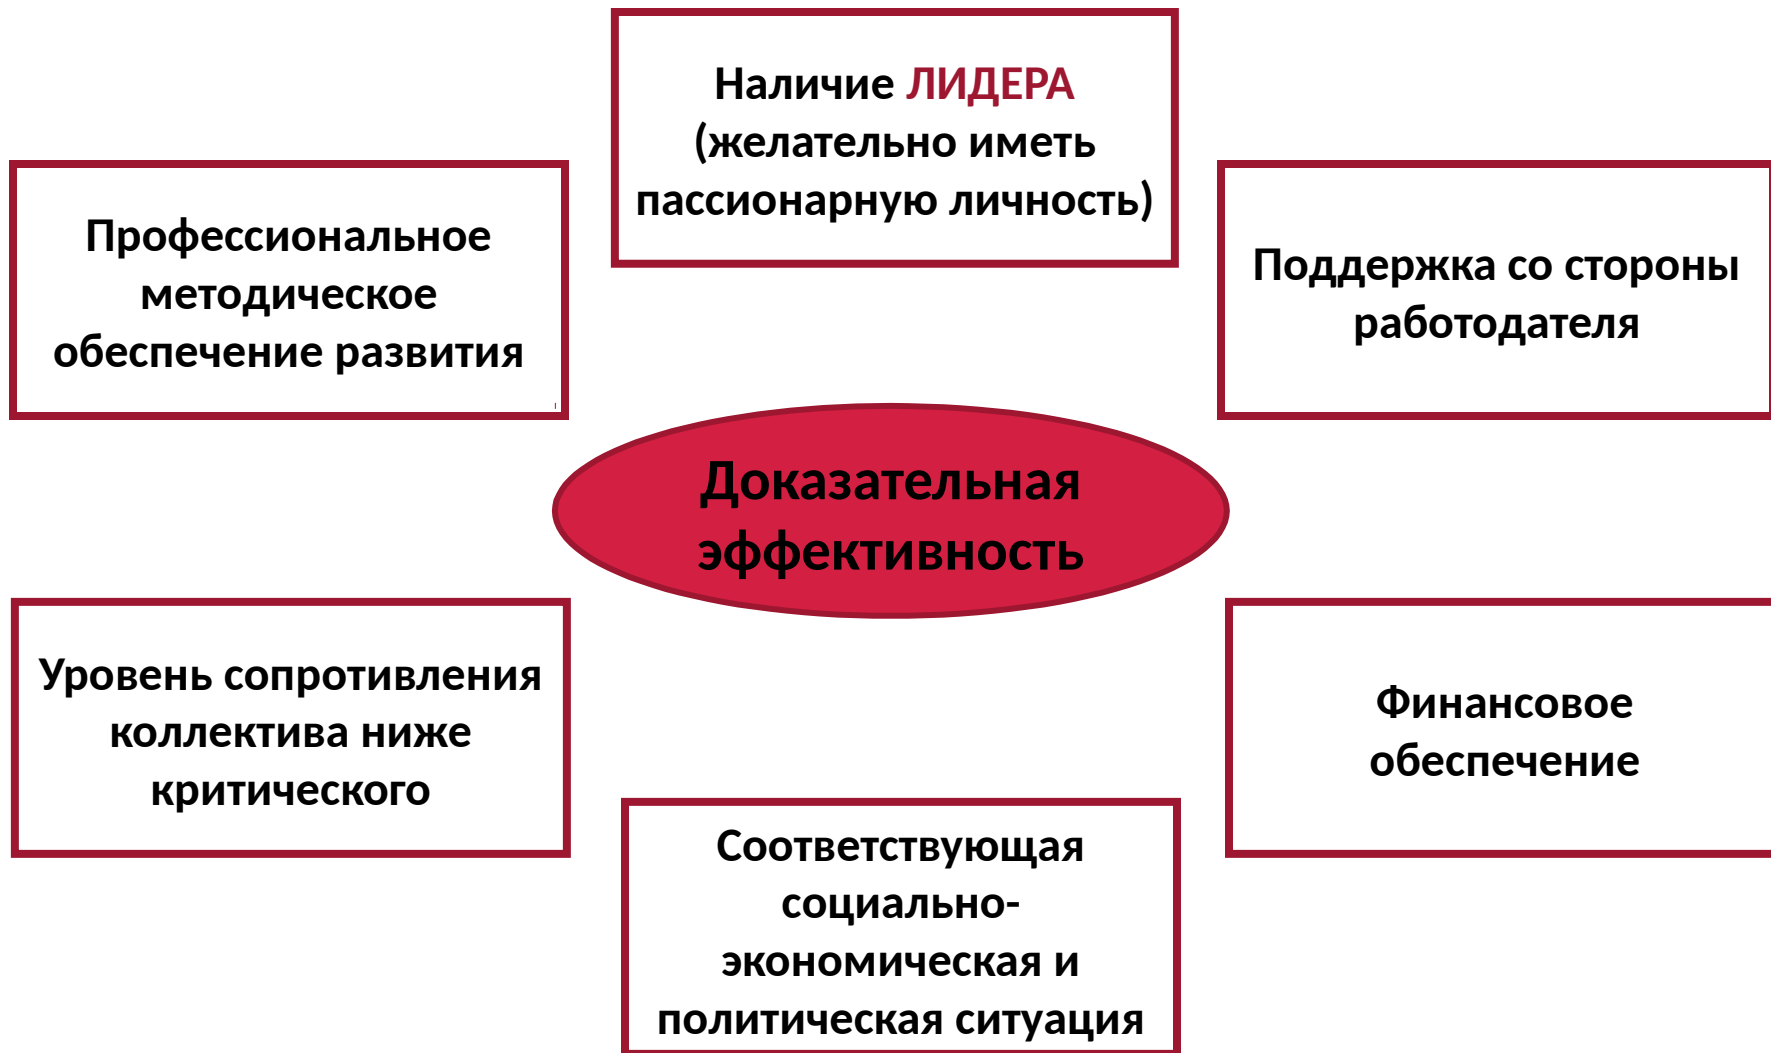 Наличие ЛИДЕРА
(желательно иметь
пассионарную личность)
Профессиональное
методическое
обеспечение развития
Поддержка со стороны
работодателя
Доказательная
эффективность
Уровень сопротивления
коллектива ниже
критического
Финансовое
обеспечение
Соответствующая
социально-
экономическая и
политическая ситуация